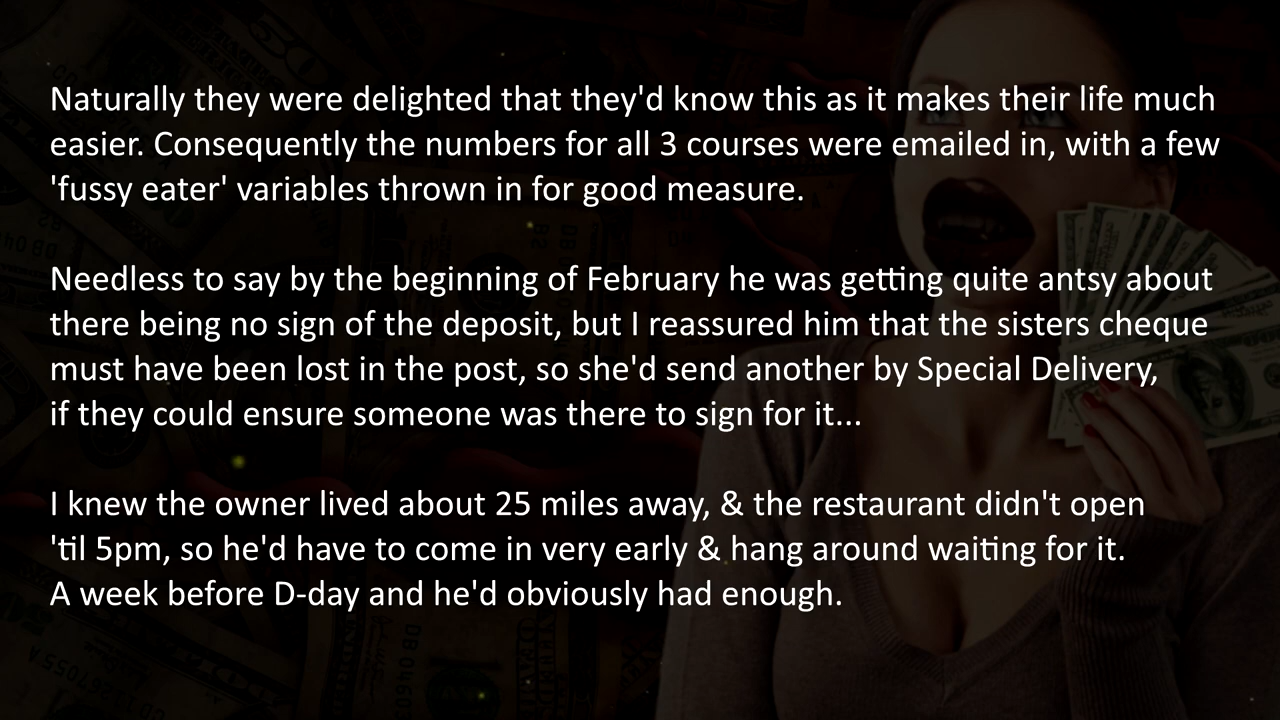 Naturally they were delighted that they'd know this as it makes their life much
easier. Consequently the numbers for all 3 courses were emailed in, with a few
'fussy eater' variables thrown in for good measure.
Needless to say by the beginning of February he was getting quite antsy about
there being no sign of the deposit, but I reassured him that the sisters cheque
must have been lost in the post, so she'd send another by Special Delivery,
if they could ensure someone was there to sign for it...
I knew the owner lived about 25 miles away, & the restaurant didn't open
'til 5pm, so he'd have to come in very early & hang around waiting for it.
A week before D-day and he'd obviously had enough.